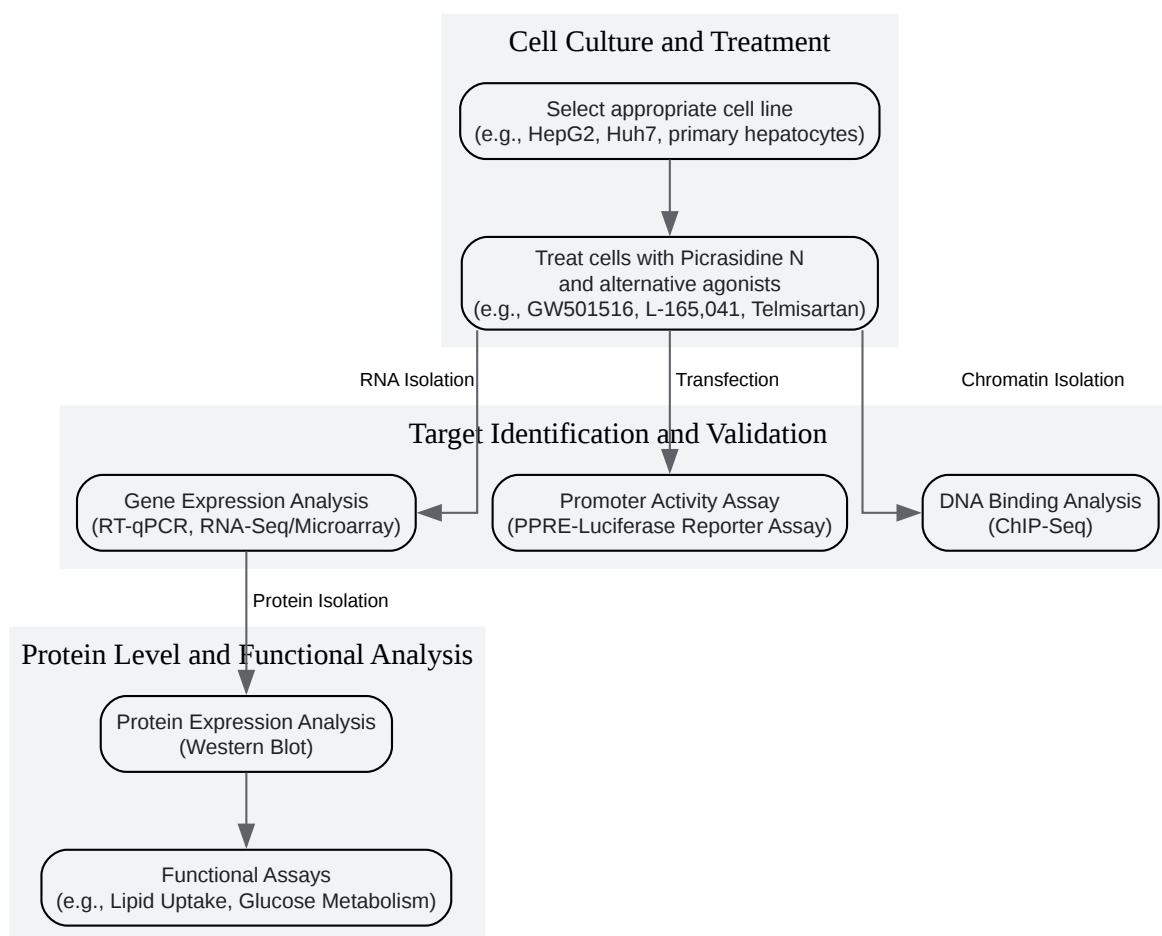 Cell Culture and Treatment
Select appropriate cell line
(e.g., HepG2, Huh7, primary hepatocytes)
Treat cells with Picrasidine N
and alternative agonists
(e.g., GW501516, L-165,041, Telmisartan)
RNA Isolation
Transfection
Chromatin Isolation
Target Identification and Validation
Gene Expression Analysis
(RT-qPCR, RNA-Seq/Microarray)
Promoter Activity Assay
(PPRE-Luciferase Reporter Assay)
DNA Binding Analysis
(ChIP-Seq)
Protein Isolation
Protein Level and Functional Analysis
Protein Expression Analysis
(Western Blot)
Functional Assays
(e.g., Lipid Uptake, Glucose Metabolism)